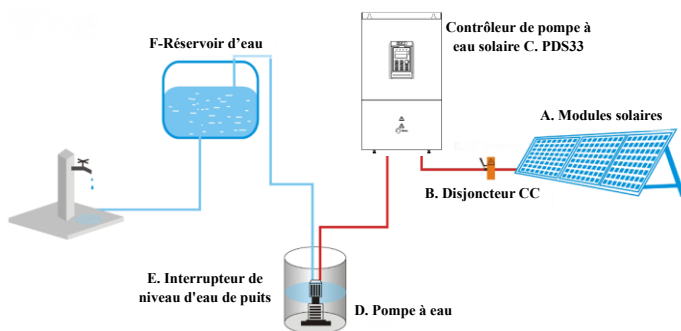 Contrôleur de pompe à
eau solaire C. PDS33
F-Réservoir d'eau
A. Modules solaires
B. Disjoncteur CC
E. Interrupteur de
niveau d'eau de puits
D. Pompe à eau